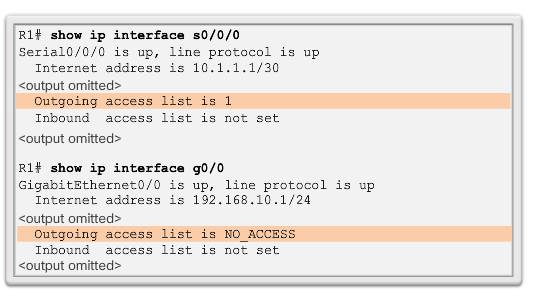 R1# show ip interface s0/0/0
Serial0/0/0 is up, line protocol is up
Internet address is 10.1.1.1/30
<output omitted>
Outgoing access list is 1
Inbound access list is not set
<output omitted>
R1# show ip interface g0/0
GigabitEthernet0/0 is up, line protocol is up
Internet address is 192.168.10.1/24
<output omitted>
Outgoing access list is NO_ACCESS
Inbound access list is not set
<output omitted>